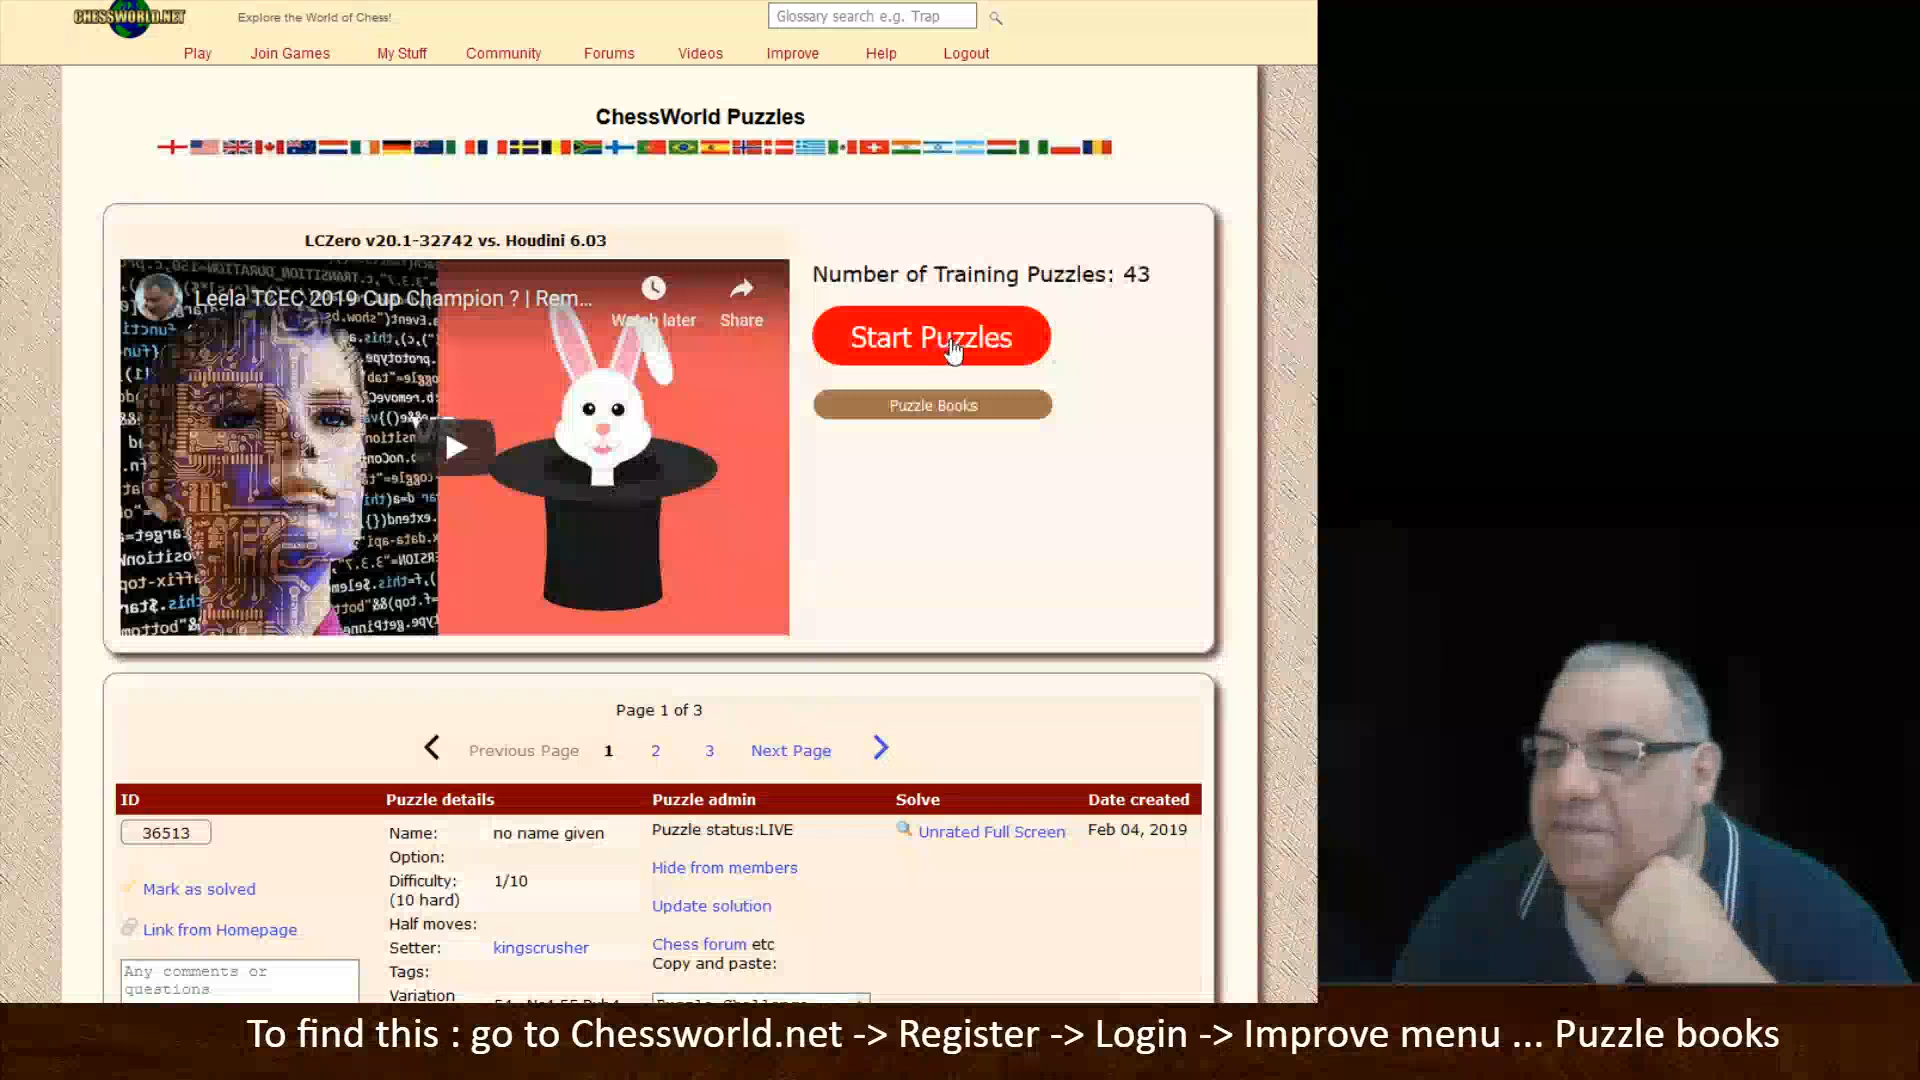 CHESSWORLD.NET
Explore the World of Chess!
Glossary search e.g. Trap
Play Join Games My Stuff Community Forums Videos Improve Help Logout
ChessWorld Puzzles
LCZero v20.1-32742 vs. Houdini 6.03
Leela TCEC 2019 Cup Champion ? | Rem...
Watch later
Share
Number of Training Puzzles: 43
Start Puzzles
Puzzle Books
Page 1 of 3
Previous Page 1 2 3 Next Page
ID Puzzle details Puzzle admin Solve Date created
36513
Mark as solved
Link from Homepage
Any comments or
questions
Name: no name given
Option:
Difficulty: 1/10
(10 hard)
Half moves:
Setter: kingscrusher
Tags:
Variation
Puzzle status:LIVE
Hide from members
Update solution
Chess forum etc
Copy and paste:
Unrated Full Screen
Feb 04, 2019
To find this : go to Chessworld.net -> Register -> Login -> Improve menu ... Puzzle books